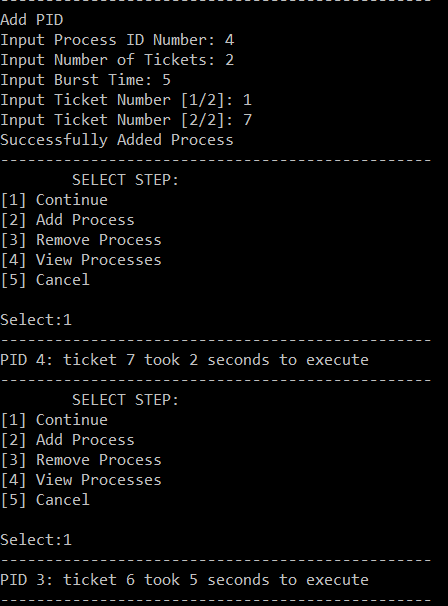 ------------------------------------------------
Add PID
Input Process ID Number: 4
Input Number of Tickets: 2
Input Burst Time: 5
Input Ticket Number [1/2]: 1
Input Ticket Number [2/2]: 7
Successfully Added Process
------------------------------------------------
        SELECT STEP:
[1] Continue
[2] Add Process
[3] Remove Process
[4] View Processes
[5] Cancel

Select:1
------------------------------------------------
PID 4: ticket 7 took 2 seconds to execute
------------------------------------------------
        SELECT STEP:
[1] Continue
[2] Add Process
[3] Remove Process
[4] View Processes
[5] Cancel

Select:1
------------------------------------------------
PID 3: ticket 6 took 5 seconds to execute
------------------------------------------------